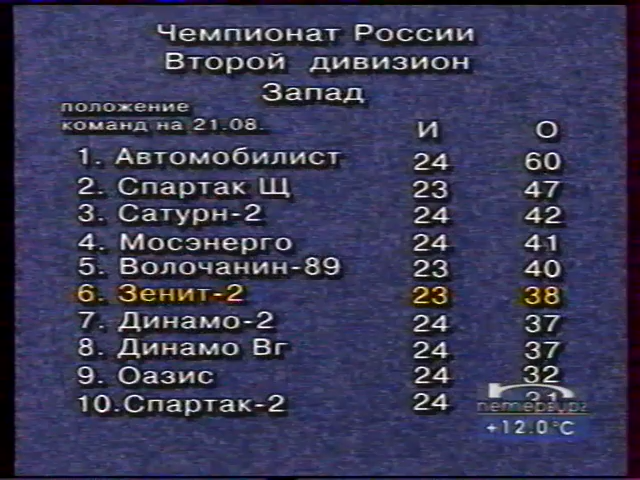 Чемпионат России
Второй дивизион
Запад
положение
команд на 21.08.
И О
1. Автомобилист 24 60
2. Спартак Щ 23 47
3. Сатурн-2 24 42
4. Мосэнерго 24 41
5. Волочанин-89 23 40
6. Зенит-2 23 38
7. Динамо-2 24 37
8. Динамо Вг 24 37
9. Оазис 24 32
10. Спартак-2 24 31
+12.0°C